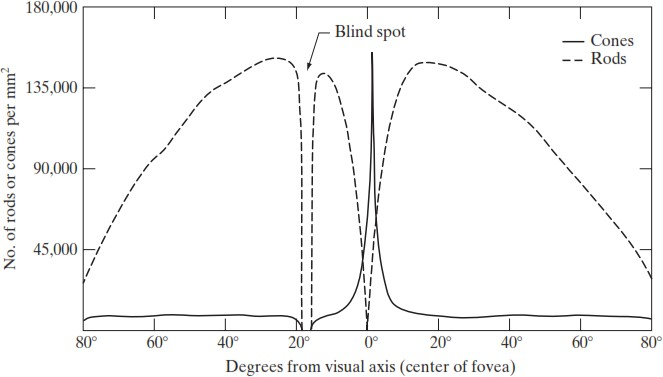 180,000
Blind spot
Cones
Rods
135,000
90,000
45,000
No. of rods or cones per mm²
80° 60° 40° 20° 0° 20° 40° 60° 80°
Degrees from visual axis (center of fovea)